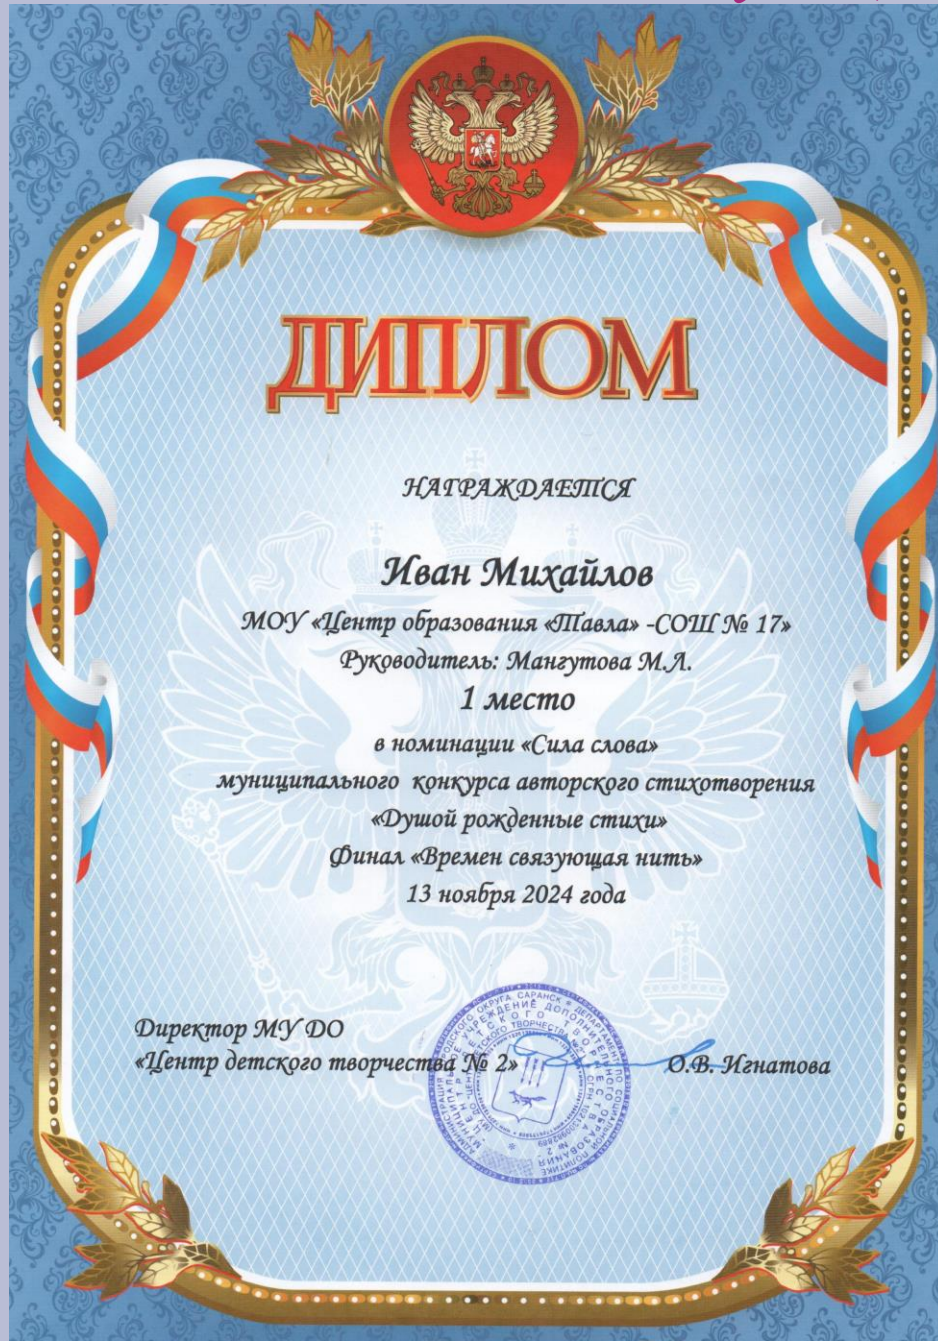 ДИПЛОМ
НАГРАЖДАЕТСЯ
Иван Михайлов
МОУ «Центр образования «Тавла» -СОШ № 17»
Руководитель: Мангутова М.А.
1 место
в номинации «Сила слова»
муниципального конкурса авторского стихотворения
«Душой рожденные стихи»
Финал «Времен связующая нить»
13 ноября 2024 года
Директор МУ ДО
«Центр детского творчества № 2» О.В. Игнатова